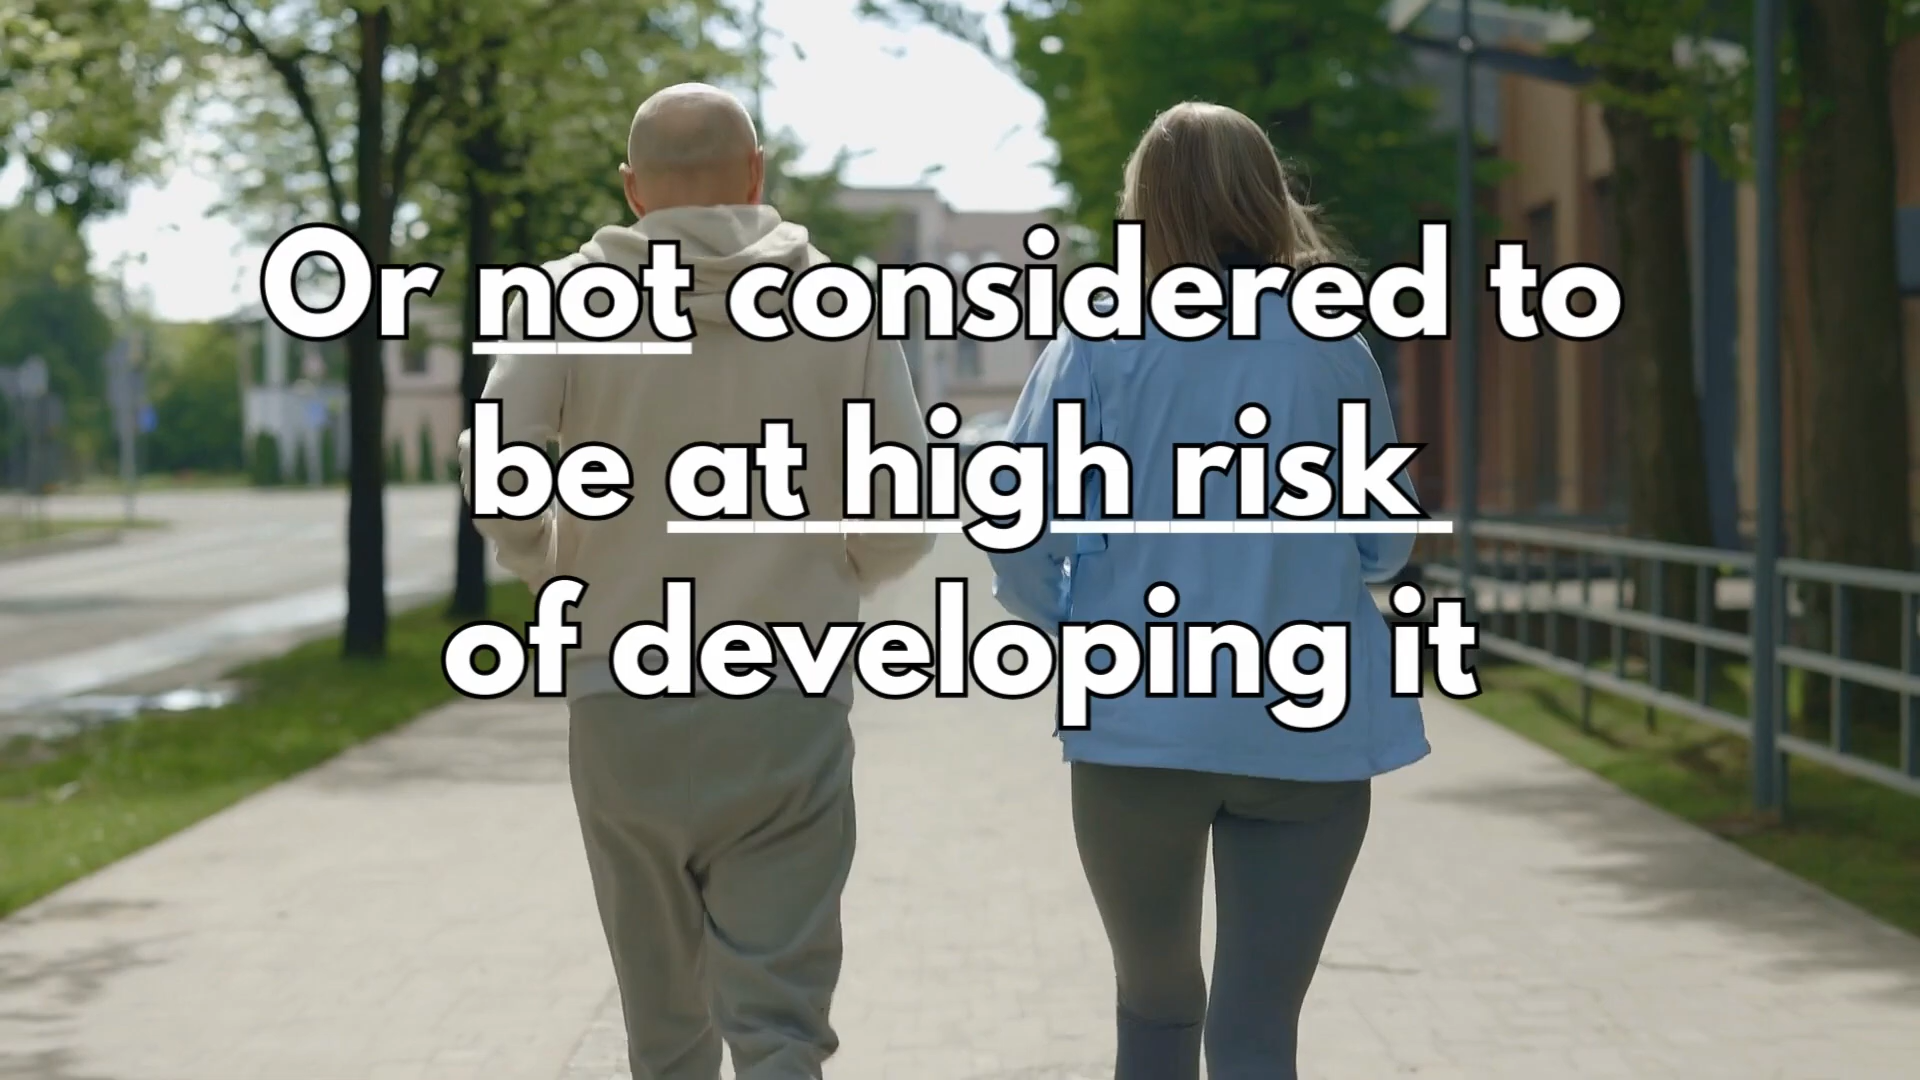 Or not considered to
be at high risk
of developing it